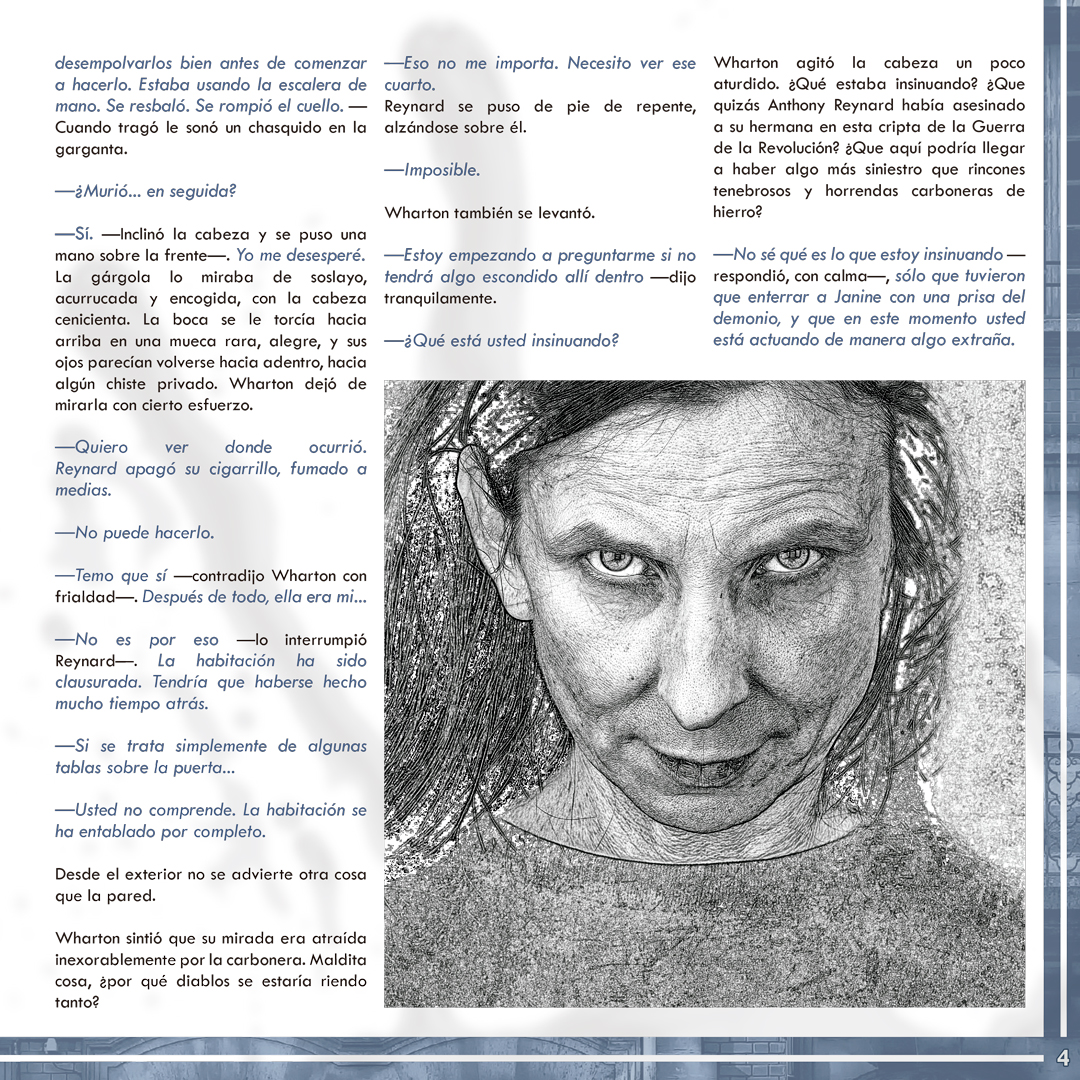 desempolvarlos bien antes de comenzar
a hacerlo. Estaba usando la escalera de
mano. Se resbaló. Se rompió el cuello. —
Cuando tragó le sonó un chasquido en la
garganta.
—¿Murió... en seguida?
—Sí. —Inclinó la cabeza y se puso una
mano sobre la frente—. Yo me desesperé.
La gárgola lo miraba de soslayo,
acurrucada y encogida, con la cabeza
cenicienta. La boca se le torcía hacia
arriba en una mueca rara, alegre, y sus
ojos parecían volverse hacia adentro, hacia
algún chiste privado. Wharton dejó de
mirarla con cierto esfuerzo.
—Quiero ver donde ocurrió.
Reynard apagó su cigarrillo, fumado a
medias.
—No puede hacerlo.
—Temo que sí —contradijo Wharton con
frialdad—. Después de todo, ella era mi...
—No es por eso —lo interrumpió
Reynard—. La habitación ha sido
clausurada. Tendría que haberse hecho
mucho tiempo atrás.
—Si se trata simplemente de algunas
tablas sobre la puerta...
—Usted no comprende. La habitación se
ha entablado por completo.
Desde el exterior no se advierte otra cosa
que la pared.
Wharton sintió que su mirada era atraída
inexorablemente por la carbonera. Maldita
cosa, ¿por qué diablos se estaría riendo
tanto?
—Eso no me importa. Necesito ver ese
cuarto.
Reynard se puso de pie de repente,
alzándose sobre él.
—Imposible.
Wharton también se levantó.
—Estoy empezando a preguntarme si no
tendrá algo escondido allí dentro —dijo
tranquilamente.
—¿Qué está usted insinuando?
Wharton agitó la cabeza un poco
aturdido. ¿Qué estaba insinuando? ¿Que
quizás Anthony Reynard había asesinado
a su hermana en esta cripta de la Guerra
de la Revolución? ¿Que aquí podría llegar
a haber algo más siniestro que rincones
tenebrosos y horrendas carboneras de
hierro?
—No sé qué es lo que estoy insinuando —
respondió, con calma—, sólo que tuvieron
que enterrar a Janine con una prisa del
demonio, y que en este momento usted
está actuando de manera algo extraña.
4